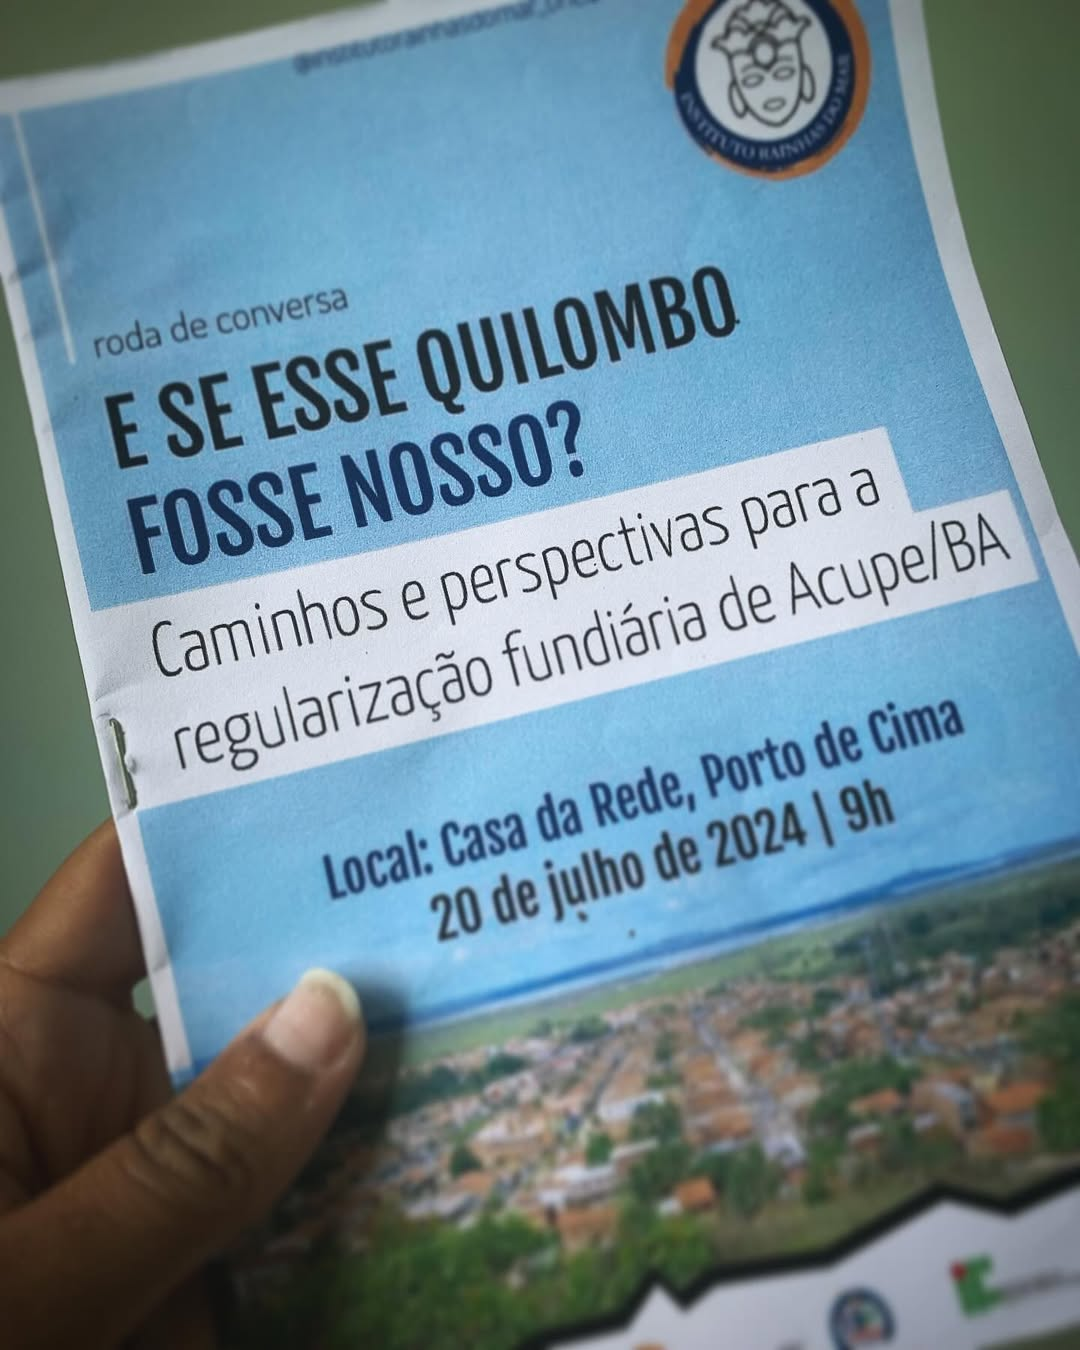 INSTITUTO RAINHAS DO MAR
roda de conversa
E SE ESSE QUILOMBO
FOSSE NOSSO?
Caminhos e perspectivas para a
regularização fundiária de Acupe/BA
Local: Casa da Rede, Porto de Cima
20 de julho de 2024 | 9h